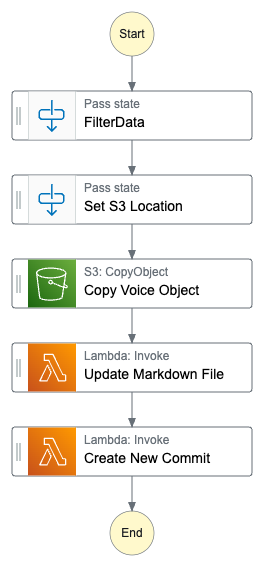 Start
Pass state
FilterData
Pass state
Set S3 Location
S3: CopyObject
Copy Voice Object
Lambda: Invoke
Update Markdown File
Lambda: Invoke
Create New Commit
End